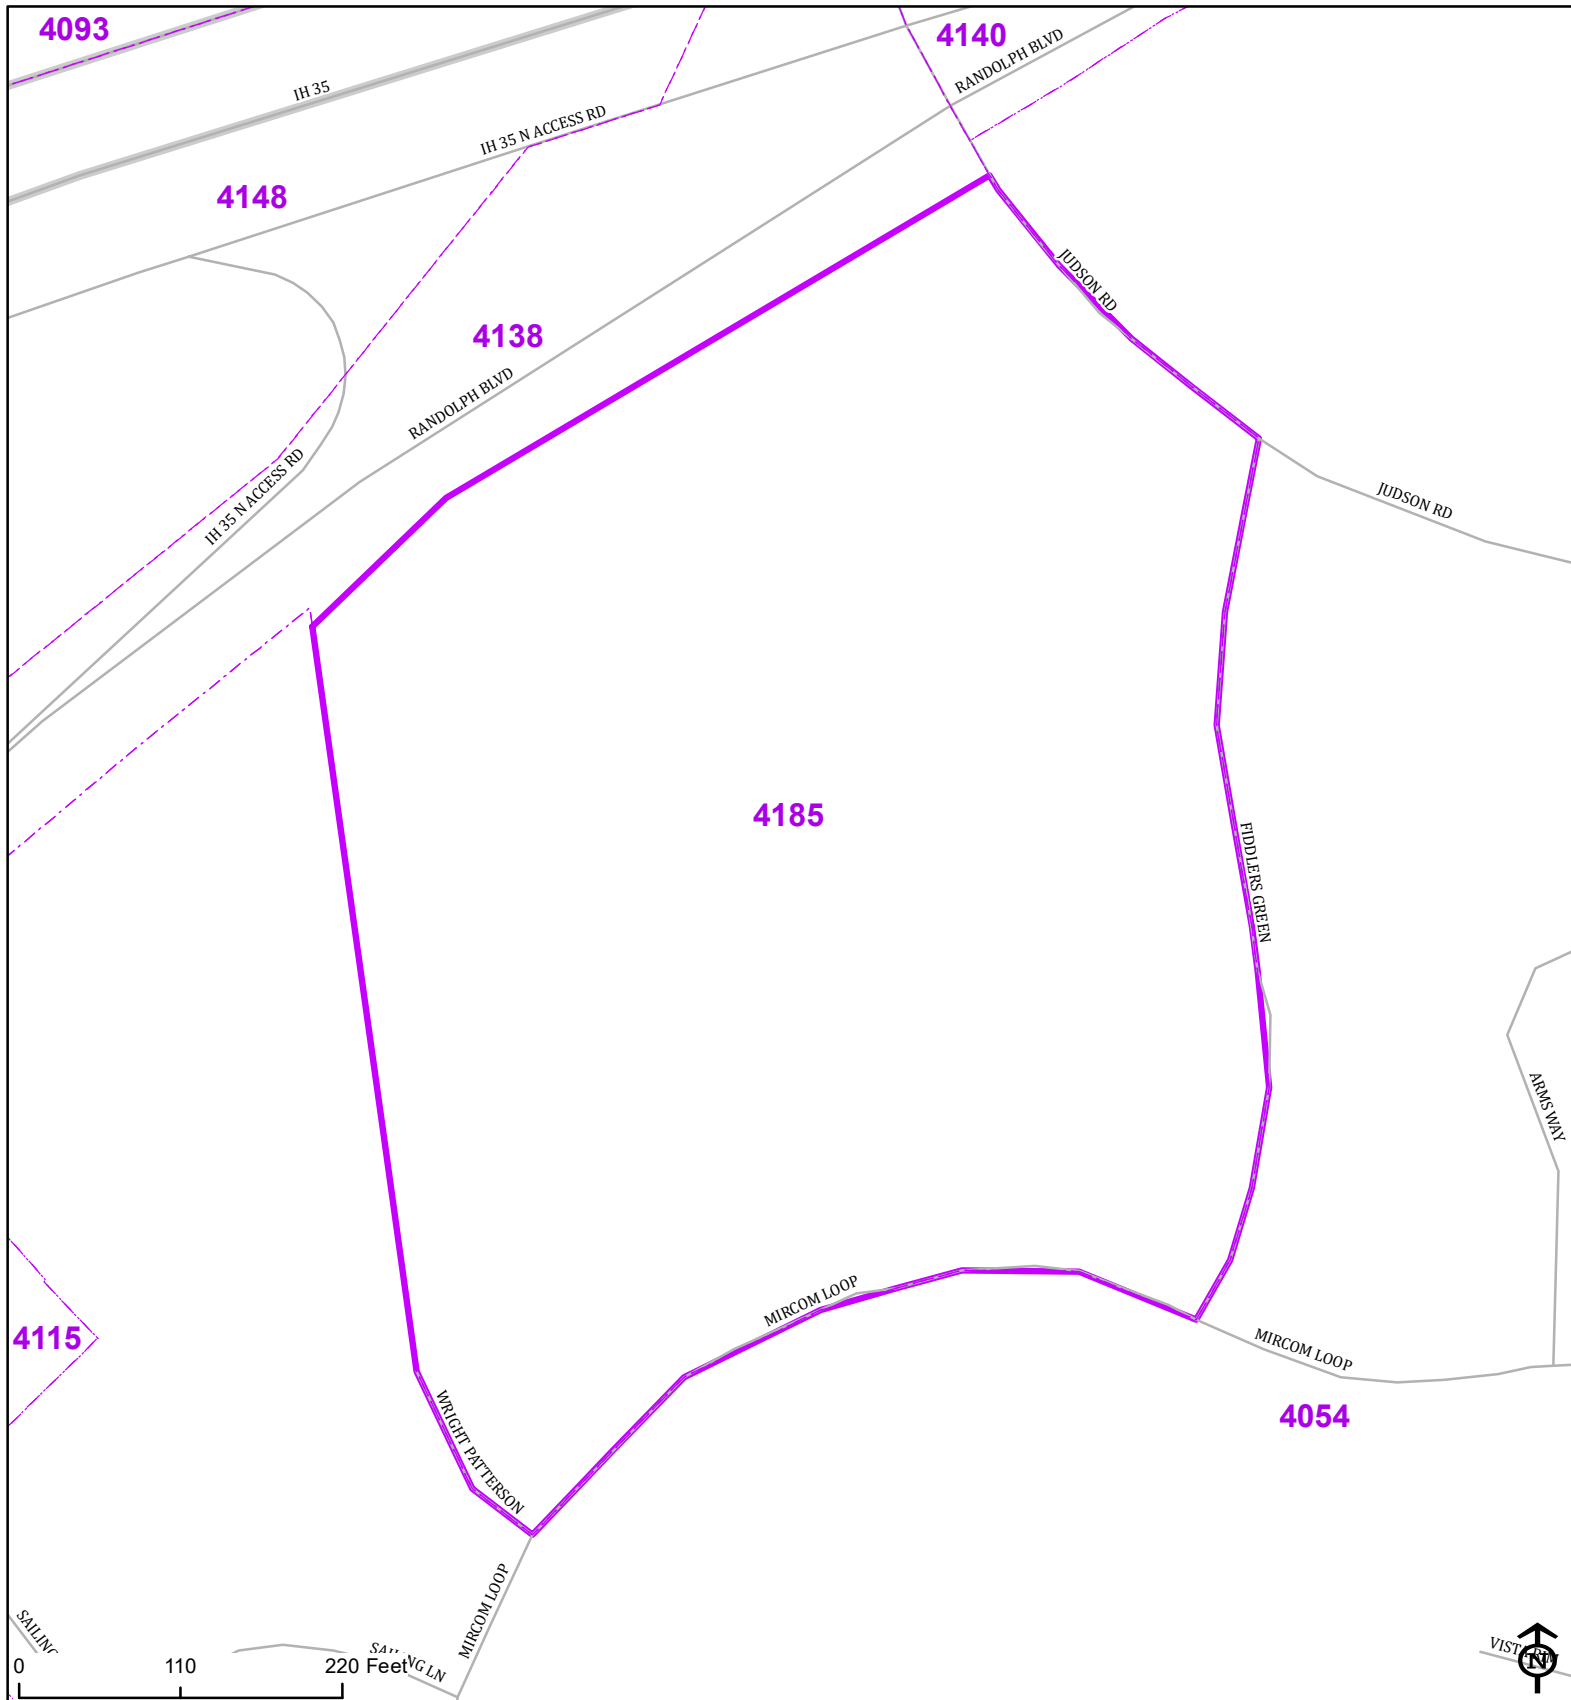 4093
4140
RANDOLPH BLVD
IH 35
IH 35 N ACCESS RD
4148
JUDSON RD
4138
RANDOLPH BLVD
IH 35 N ACCESS RD
JUDSON RD
4185
FIDDLERS GREEN
ARMS WAY
MIRCOM LOOP
4115
MIRCOM LOOP
WRIGHT PATTERSON
4054
MIRCOM LOOP
SAILING
LN
N
0 110 220 Feet